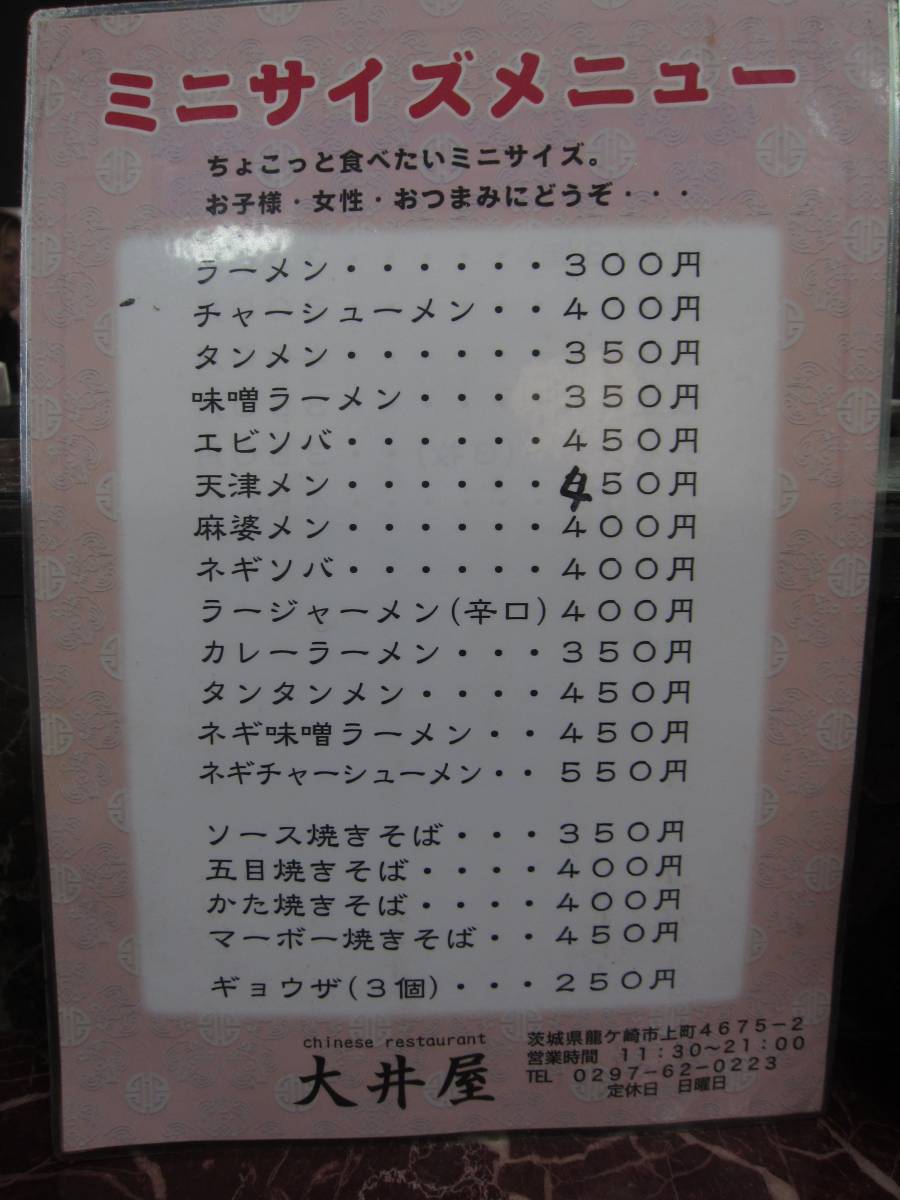 ミニサイズメニュー
ちょこっと食べたいミニサイズ。
お子様・女性・おつまみにどうぞ・・・
ラーメン・・・・・・300円
チャーシューメン・・400円
タンメン・・・・・・350円
味噌ラーメン・・・・350円
エビソバ・・・・・・450円
天津メン・・・・・・450円
麻婆メン・・・・・・400円
ネギソバ・・・・・・400円
ラージャーメン(辛口)400円
カレーラーメン・・・350円
タンタンメン・・・・450円
ネギ味噌ラーメン・・450円
ネギチャーシューメン・・550円
ソース焼きそば・・・350円
五目焼きそば・・・・400円
かた焼きそば・・・・400円
マーボー焼きそば・・450円
ギョウザ(3個)・・・250円
chinese restaurant
大井屋
茨城県龍ケ崎市上町4675-2
営業時間 11:30〜21:00
TEL 0297-62-0223
定休日 日曜日